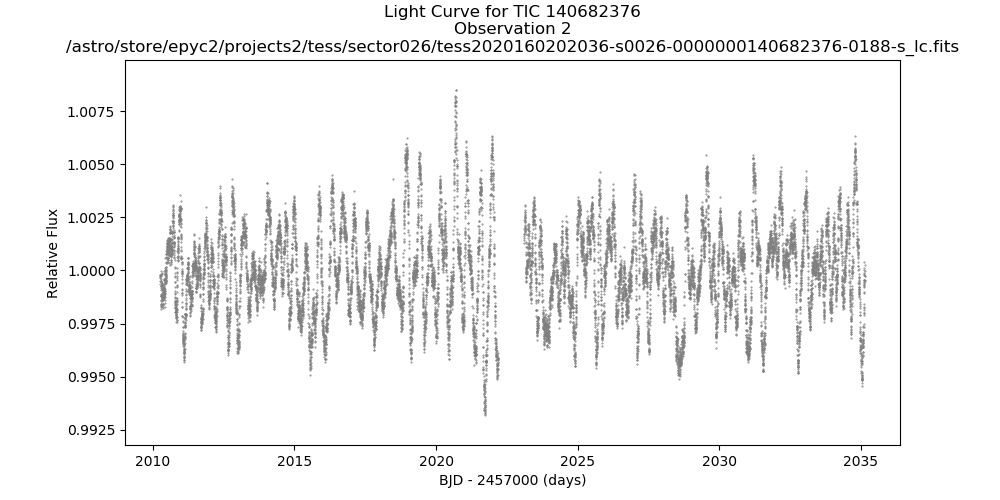 Light Curve for TIC 140682376
Observation 2
/astro/store/epyc2/projects2/tess/sector026/tess2020160202036-s0026-0000000140682376-0188-s_lc.fits
Relative Flux
1.0075
1.0050
1.0025
1.0000
0.9975
0.9950
0.9925
2010 2015 2020 2025 2030 2035
BJD - 2457000 (days)